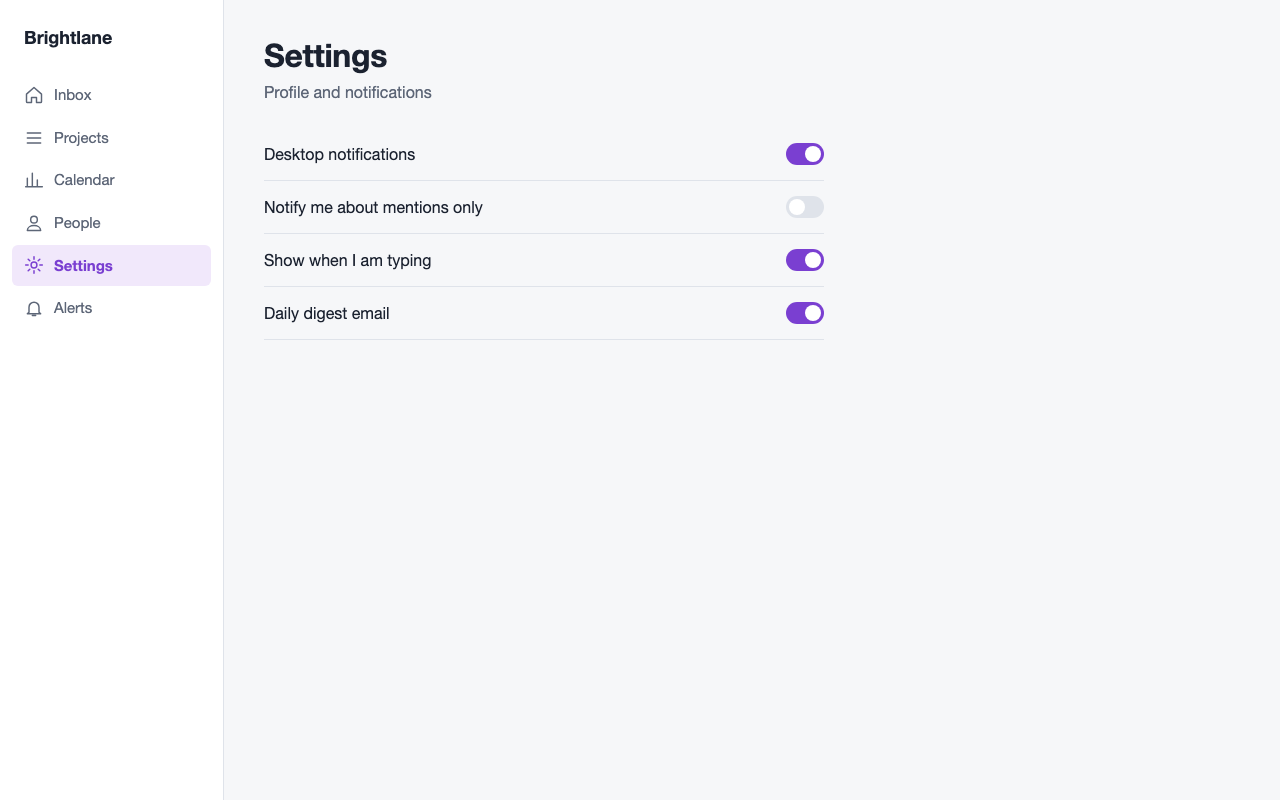 Brightlane
Inbox
Projects
Calendar
People
Settings
Alerts
Settings
Profile and notifications
Desktop notifications
Notify me about mentions only
Show when I am typing
Daily digest email